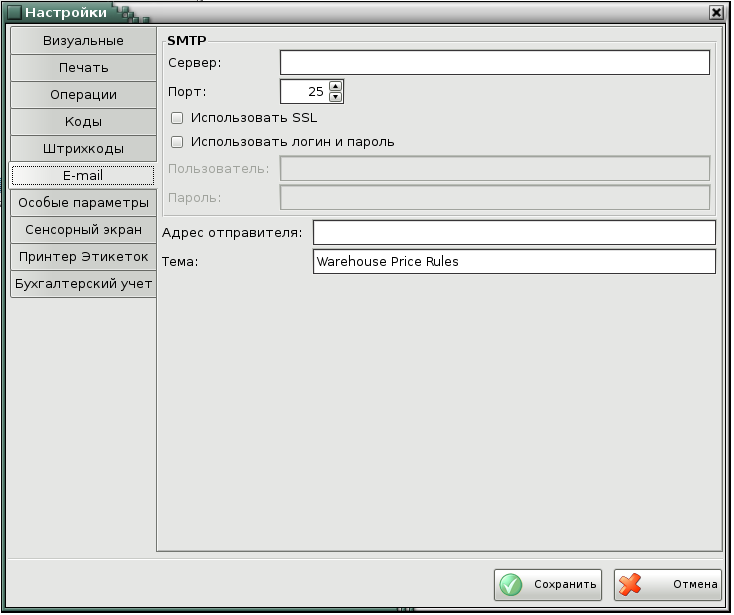 Настройки
Визуальные
Печать
Операции
Коды
Штрихкоды
E-mail
Особые параметры
Сенсорный экран
Принтер Этикеток
Бухгалтерский учет
SMTP
Сервер:
Порт: 25
Использовать SSL
Использовать логин и пароль
Пользователь:
Пароль:
Адрес отправителя:
Тема: Warehouse Price Rules
Сохранить Отмена